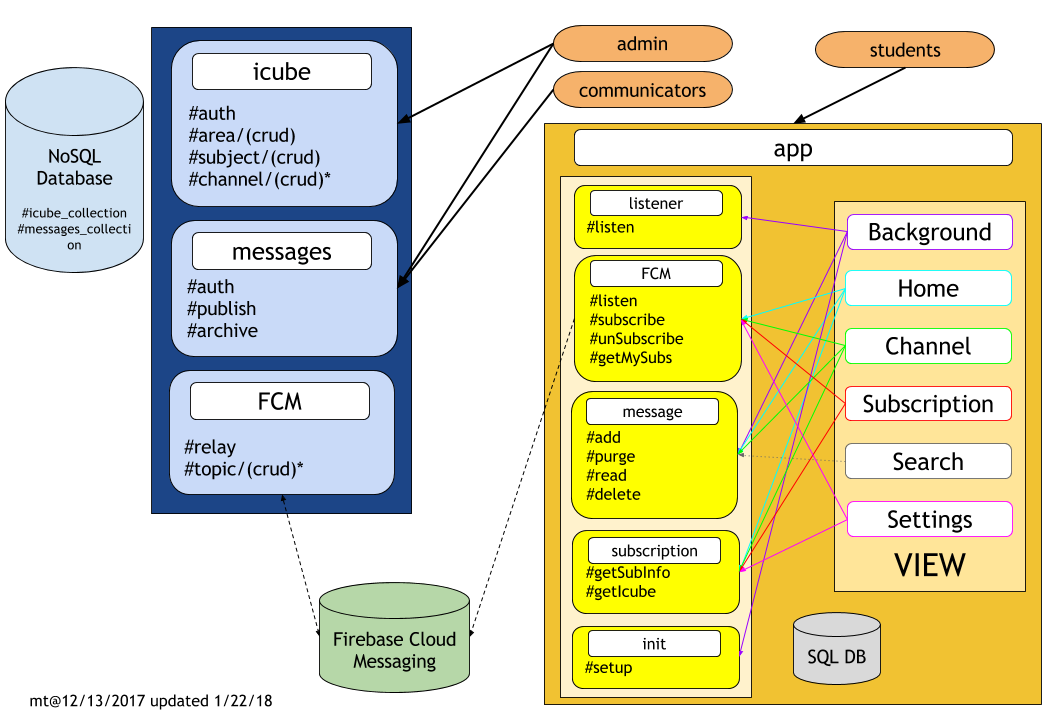 NoSQL
Database
#icube_collection
#messages_collecti
on
icube
#auth
#area/(crud)
#subject/(crud)
#channel/(crud)*
messages
#auth
#publish
#archive
FCM
#relay
#topic/(crud)*
admin
communicators
students
app
listener
#listen
FCM
#listen
#subscribe
#unSubscribe
#getMySubs
message
#add
#purge
#read
#delete
subscription
#getSubInfo
#getIcube
init
#setup
Background
Home
Channel
Subscription
Search
Settings
VIEW
SQL DB
Firebase Cloud
Messaging
mt@12/13/2017 updated 1/22/18